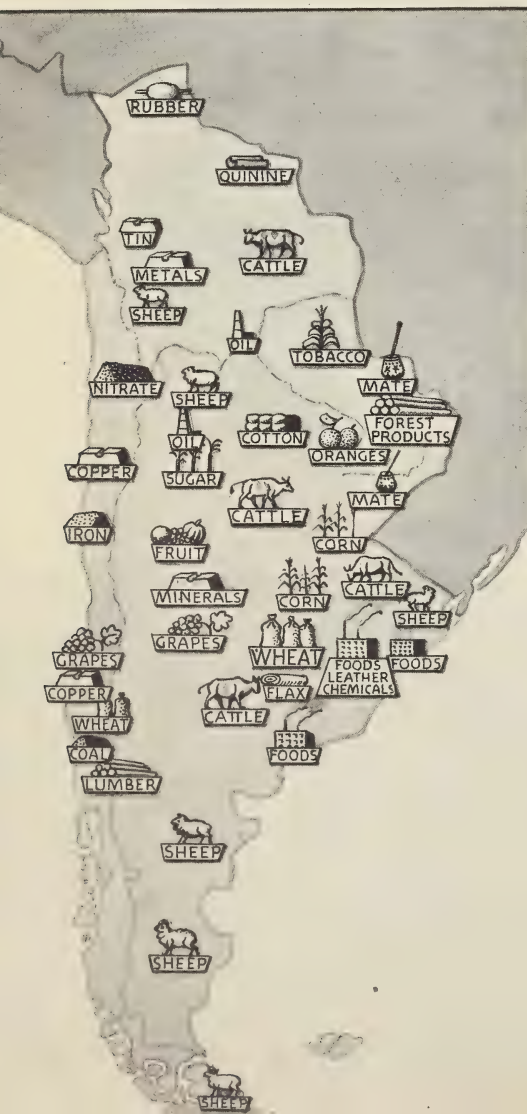 RUBBER
QUININE
TIN
METALS
CATTLE
SHEEP
OIL
TOBACCO
MATE
NITRATE
SHEEP
FOREST
PRODUCTS
OIL
COTTON
ORANGES
COPPER
SUGAR
CATTLE
MATE
IRON
FRUIT
CORN
MINERALS
CORN
CATTLE
SHEEP
GRAPES
GRAPES
WHEAT
FOODS
LEATHER
CHEMICALS
FOODS
COPPER
WHEAT
CATTLE
FLAX
COAL
FOODS
LUMBER
SHEEP
SHEEP
SHEEP